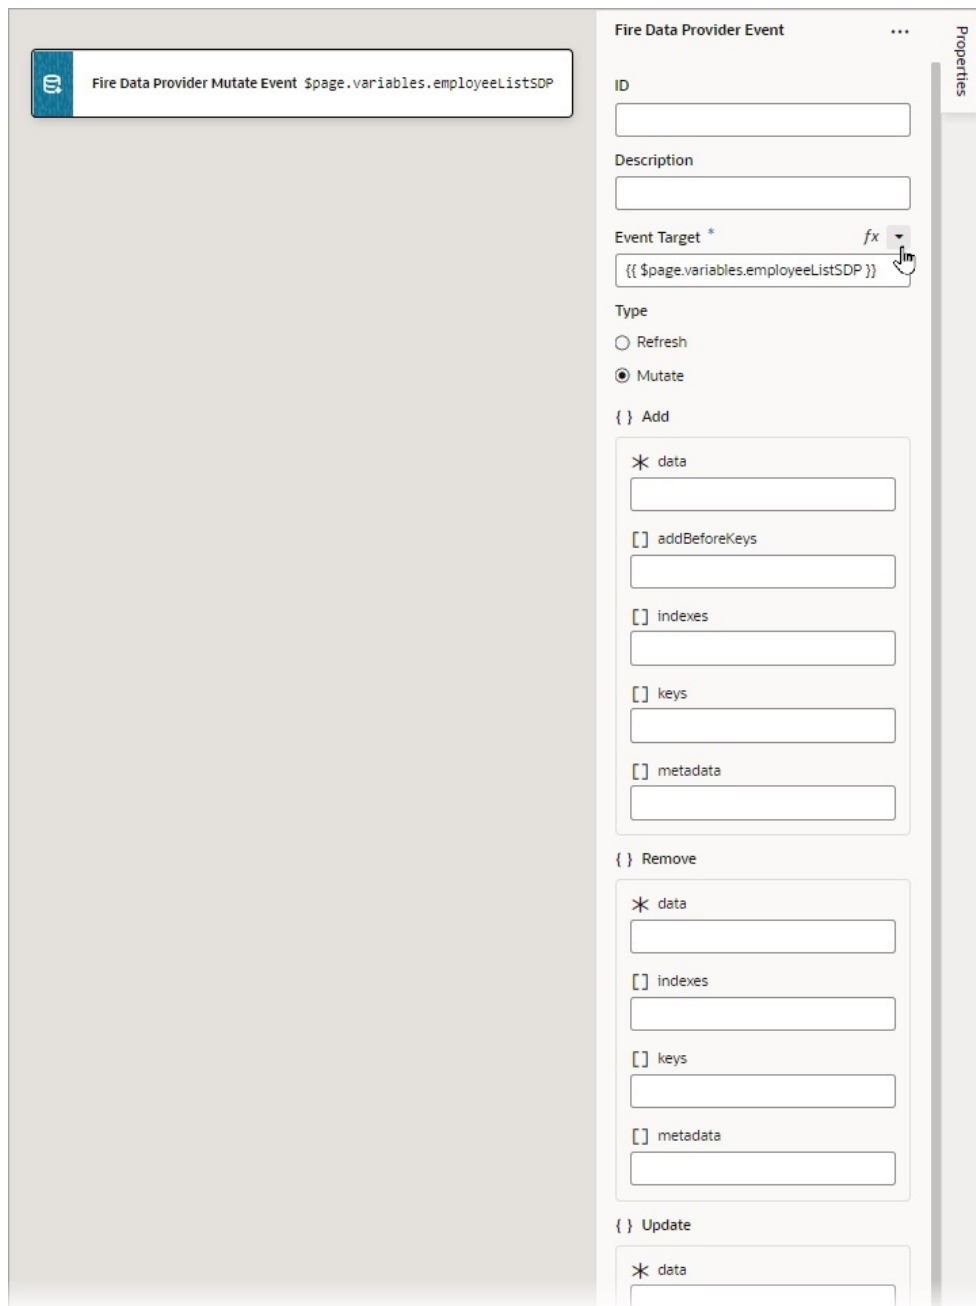 Fire Data Provider Event ...
Properties
Fire Data Provider Mutate Event $page.variables.employeeListSDP
ID
Description
Event Target * fx
{{ $page.variables.employeeListSDP }}
Type
Refresh
Mutate
{ } Add
data
[] addBeforeKeys
[] indexes
[] keys
[] metadata
{ } Remove
data
[] indexes
[] keys
[] metadata
{ } Update
data